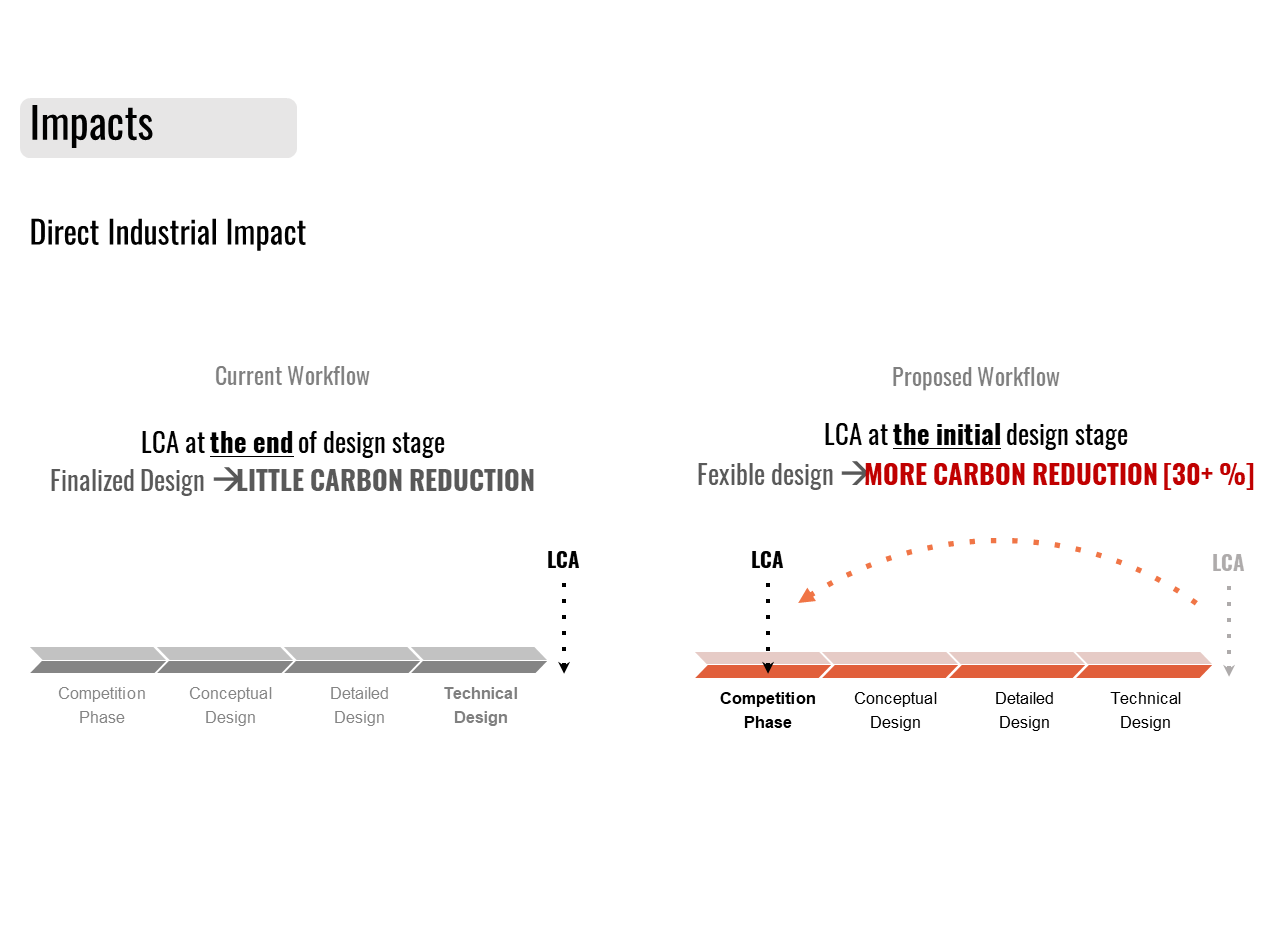 Impacts
Direct Industrial Impact
Current Workflow
LCA at the end of design stage
Finalized Design →LITTLE CARBON REDUCTION
LCA
Competition
Phase
Conceptual
Design
Detailed
Design
Technical
Design
Proposed Workflow
LCA at the initial design stage
Fexible design →MORE CARBON REDUCTION [30+ %]
LCA
LCA
Competition
Phase
Conceptual
Design
Detailed
Design
Technical
Design